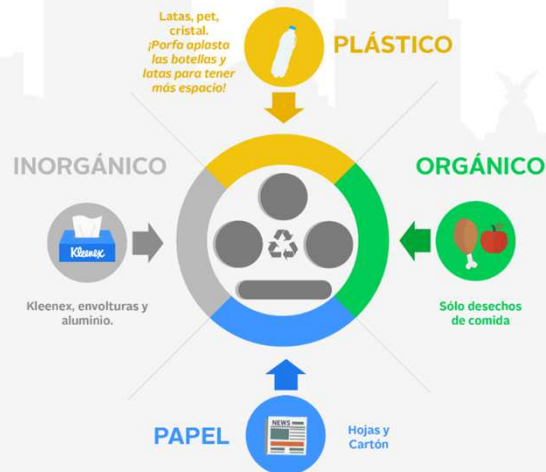 Latas, pet,
cristal.
¡Porfa aplasta
las botellas y
latas para tener
más espacio!
PLÁSTICO
INORGÁNICO
Kleenex
Kleenex, envolturas y
aluminio.
ORGÁNICO
Sólo desechos
de comida
PAPEL
NEWS
Hojas y
Cartón